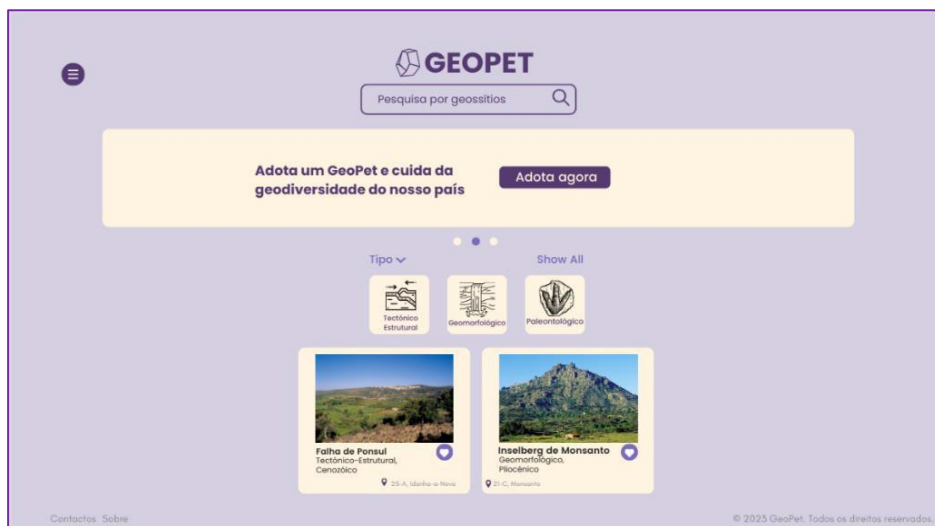 GEOPET
Pesquisa por geossítios
Adota um GeoPet e cuida da
geodiversidade do nosso país
Adota agora
Tipo
Show All
Tectónico
Estrutural
Geomorfológico
Paleontológico
Falha de Ponsul
Tectónico-Estrutural,
Cenozóico
25-A, Idanha-a-Nova
Inselberg de Monsanto
Geomorfológico,
Pliocénico
21-C, Monsanto
Contactos Sobre
© 2025 GeoPet. Todos os direitos reservados.